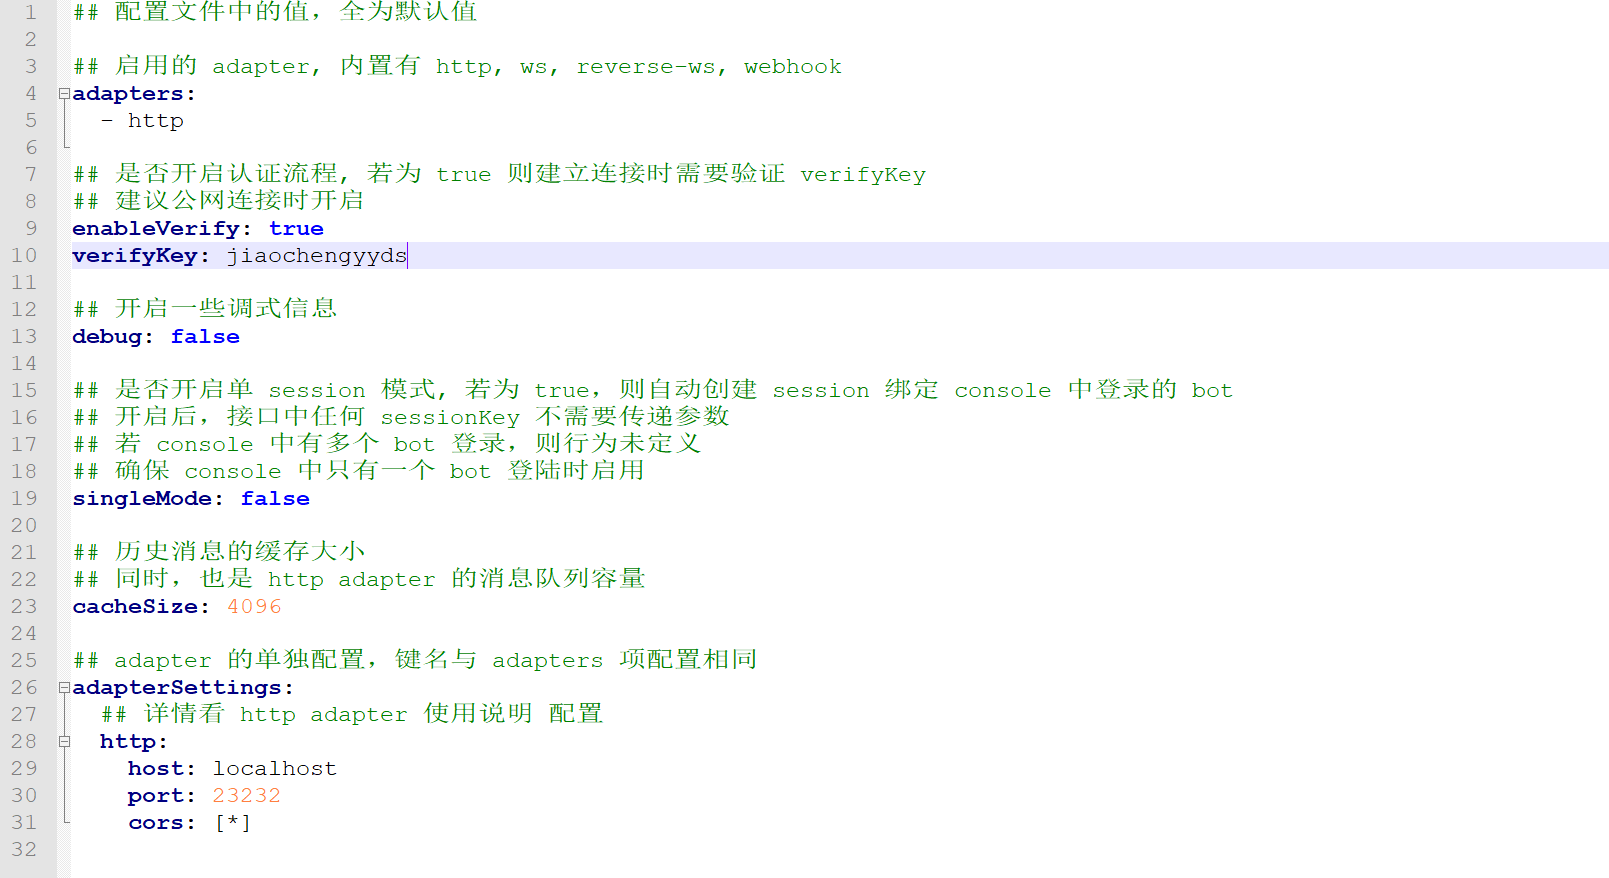 1 ## 配置文件中的值，全为默认值
2
3 ## 启用的 adapter, 内置有 http, ws, reverse-ws, webhook
4 adapters:
5 - http
6
7 ## 是否开启认证流程, 若为 true 则建立连接时需要验证 verifyKey
8 ## 建议公网连接时开启
9 enableVerify: true
10 verifyKey: jiaochengyyds
11
12 ## 开启一些调式信息
13 debug: false
14
15 ## 是否开启单 session 模式, 若为 true，则自动创建 session 绑定 console 中登录的 bot
16 ## 开启后，接口中任何 sessionKey 不需要传递参数
17 ## 若 console 中有多个 bot 登录，则行为未定义
18 ## 确保 console 中只有一个 bot 登陆时启用
19 singleMode: false
20
21 ## 历史消息的缓存大小
22 ## 同时，也是 http adapter 的消息队列容量
23 cacheSize: 4096
24
25 ## adapter 的单独配置，键名与 adapters 项配置相同
26 adapterSettings:
27 ## 详情看 http adapter 使用说明 配置
28 http:
29 host: localhost
30 port: 23232
31 cors: [*]
32